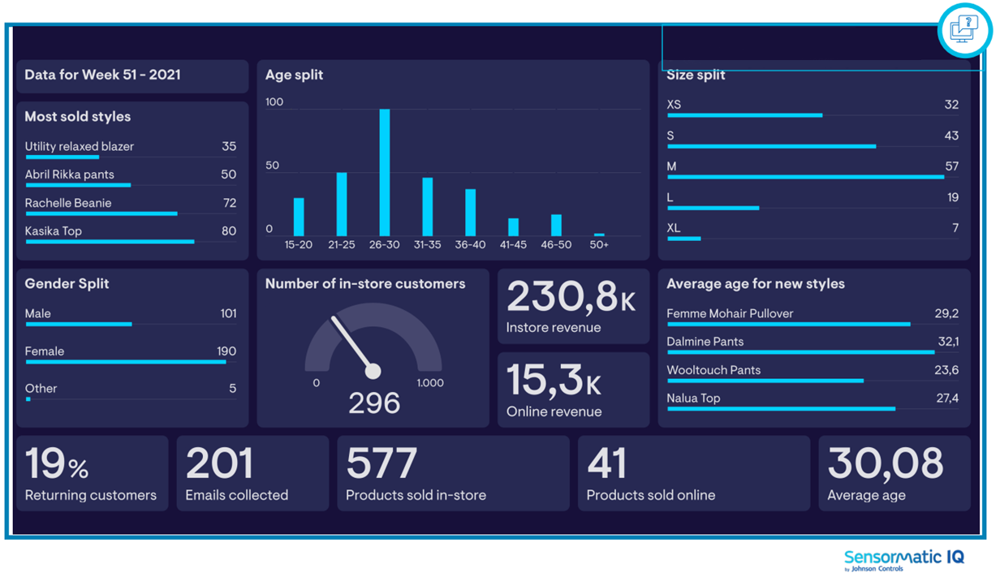 ?
Data for Week 51 - 2021
Most sold styles
Utility relaxed blazer 35
Abril Rikka pants 50
Rachelle Beanie 72
Kasika Top 80
Age split
100
50
0
15-20 21-25 26-30 31-35 36-40 41-45 46-50 50+
Size split
XS 32
S 43
M 57
L 19
XL 7
Gender Split
Male 101
Female 190
Other 5
Number of in-store customers
0 1.000
296
230,8K
Instore revenue
15,3K
Online revenue
Average age for new styles
Femme Mohair Pullover 29,2
Dalmine Pants 32,1
Wooltouch Pants 23,6
Nalua Top 27,4
19%
Returning customers
201
Emails collected
577
Products sold in-store
41
Products sold online
30,08
Average age
Sensormatic IQ
by Johnson Controls